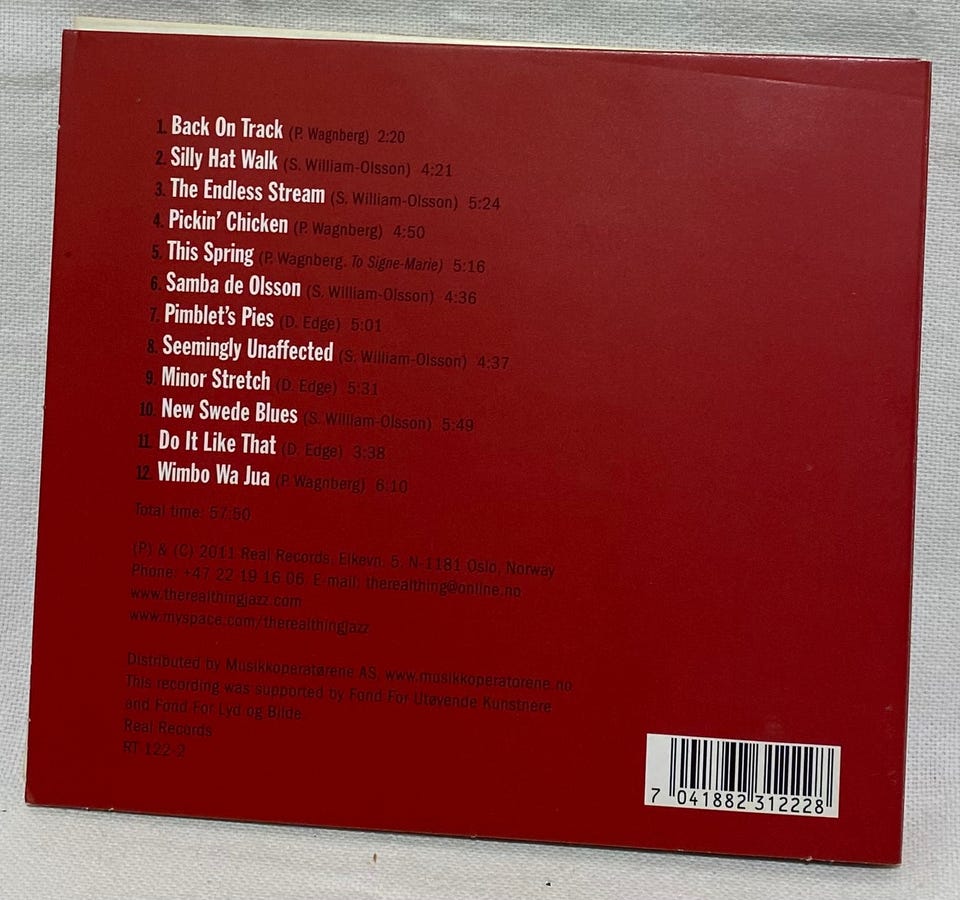 1. Back On Track (P. Wagnberg) 2:20
2. Silly Hat Walk (S. William-Olsson) 4:21
3. The Endless Stream (S. William-Olsson) 5:24
4. Pickin' Chicken (P. Wagnberg) 4:50
5. This Spring (P. Wagnberg. To Signe-Marie) 5:16
6. Samba de Olsson (S. William-Olsson) 4:36
7. Pimblet's Pies (D. Edge) 5:01
8. Seemingly Unaffected (S. William-Olsson) 4:37
9. Minor Stretch (D. Edge) 5:31
10. New Swede Blues (S. William-Olsson) 5:49
11. Do It Like That (D. Edge) 3:38
12. Wimbo Wa Jua (P. Wagnberg) 6:10
Total time: 57:50
(P) & (C) 2011 Real Records, Eikevn. 5, N-1181 Oslo, Norway
Phone: +47 22 19 16 06 E-mail: therealthing@online.no
www.therealthingjazz.com
www.myspace.com/therealthingjazz
Distributed by Musikkoperatørene AS, www.musikkoperatorene.no
This recording was supported by Fond For Utøvende Kunstnere
and Fond For Lyd og Bilde.
Real Records
RT 122-2
7 041882 312228